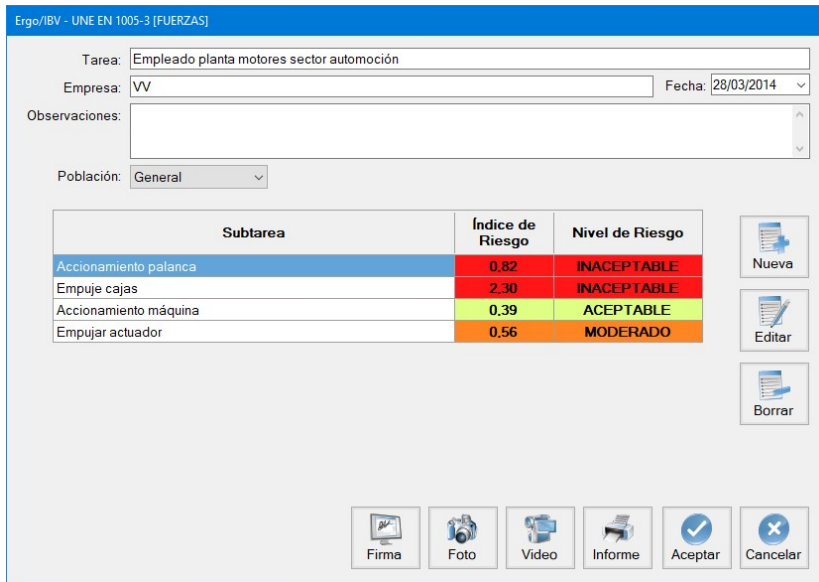 Ergo/IBV - UNE EN 1005-3 [FUERZAS]
Tarea: Empleado planta motores sector automoción
Empresa: VV Fecha: 28/03/2014
Observaciones:
Población: General
Subtarea Índice de Riesgo Nivel de Riesgo
Accionamiento palanca 0,82 INACEPTABLE
Empuje cajas 2,30 INACEPTABLE
Accionamiento máquina 0,39 ACEPTABLE
Empujar actuador 0,56 MODERADO
Nueva
Editar
Borrar
Firma Foto Video Informe Aceptar Cancelar